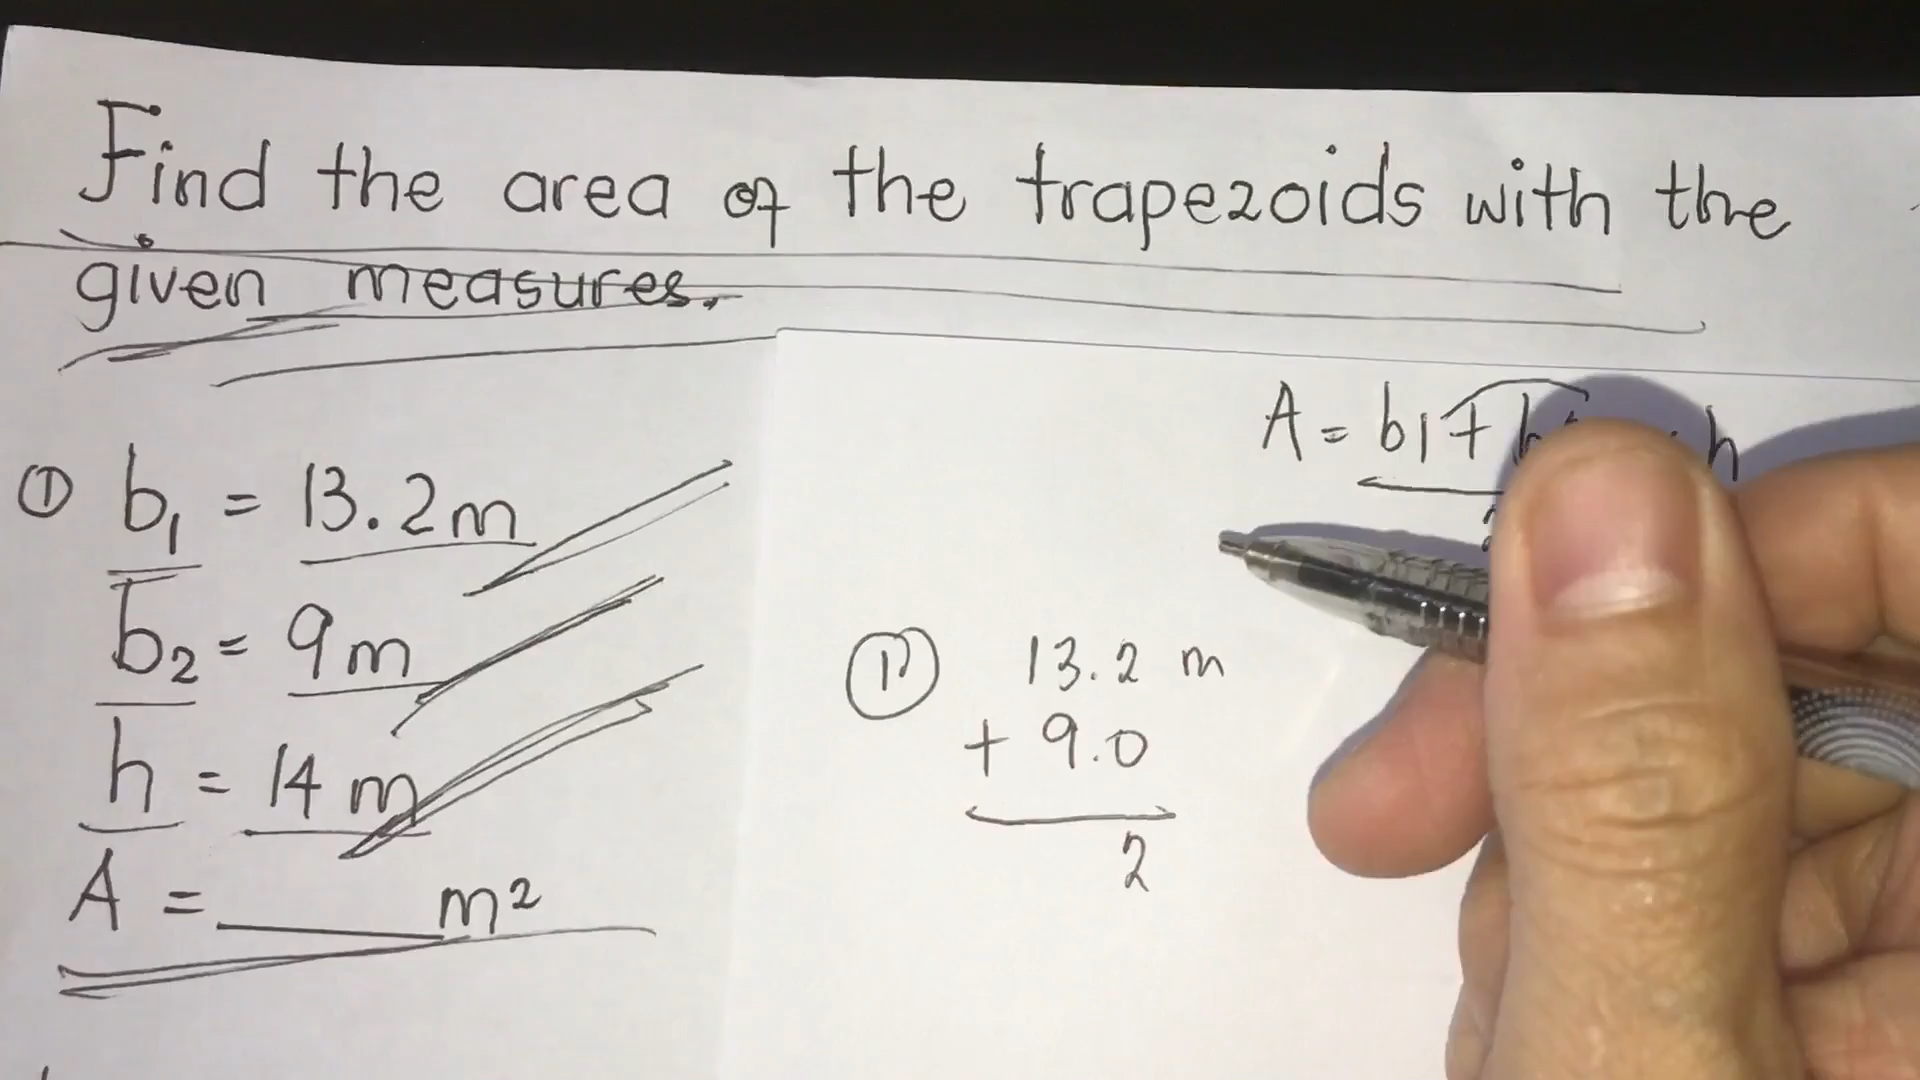 Find the area of the trapezoids with the
given measures.
① b₁ = 13.2m
b₂ = 9m
h = 14 m
A = ______ m²
A = b1 + h
① 13.2 m
+ 9.0
2